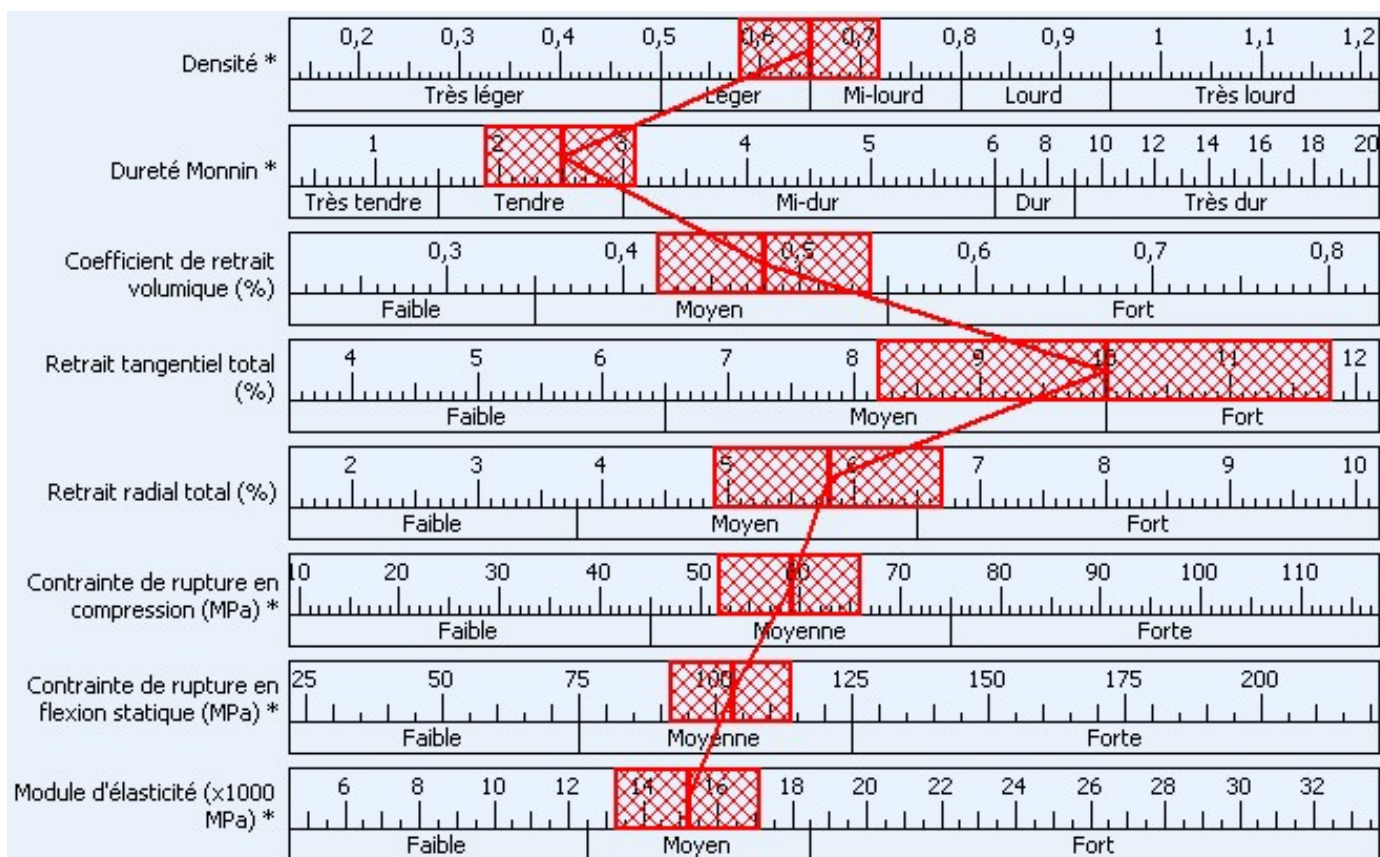 0,2 0,3 0,4 0,5 0,6 0,7 0,8 0,9 1 1,1 1,2
Densité *
Très léger Léger Mi-lourd Lourd Très lourd
1 2 3 4 5 6 8 10 12 14 16 18 20
Dureté Monnin *
Très tendre Tendre Mi-dur Dur Très dur
0,3 0,4 0,5 0,6 0,7 0,8
Coefficient de retrait
volumique (%)
Faible Moyen Fort
4 5 6 7 8 9 10 11 12
Retrait tangentiel total
(%)
Faible Moyen Fort
2 3 4 5 6 7 8 9 10
Retrait radial total (%)
Faible Moyen Fort
10 20 30 40 50 60 70 80 90 100 110
Contrainte de rupture en
compression (MPa) *
Faible Moyenne Forte
25 50 75 100 125 150 175 200
Contrainte de rupture en
flexion statique (MPa) *
Faible Moyenne Forte
6 8 10 12 14 16 18 20 22 24 26 28 30 32
Module d'élasticité (x1000
MPa) *
Faible Moyen Fort